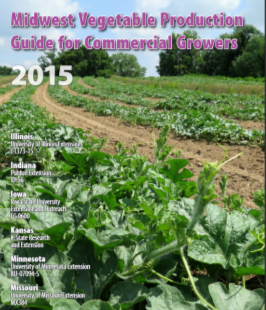 Midwest Vegetable Production
Guide for Commercial Growers
2015
Illinois
University of Illinois Extension
C1373-15
Indiana
Purdue Extension
ID-56
Iowa
Iowa State University
Extension and Outreach
FG 0600
Kansas
K-State Research
and Extension
Minnesota
University of Minnesota Extension
BU-07094-S
Missouri
University of Missouri Extension
MX384